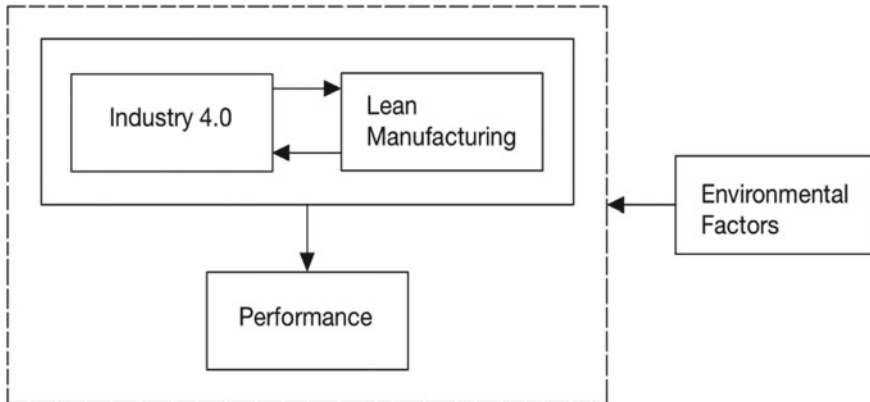 Industry 4.0
Lean
Manufacturing
Environmental
Factors
Performance